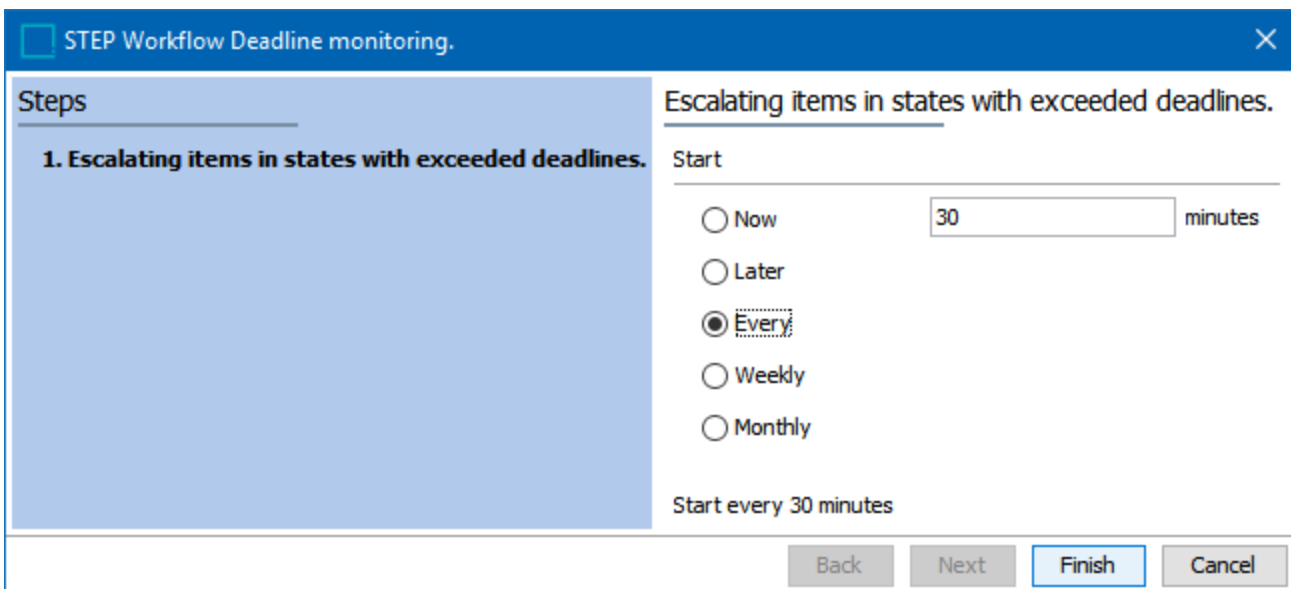 STEP Workflow Deadline monitoring.
Steps
1. Escalating items in states with exceeded deadlines.
Escalating items in states with exceeded deadlines.
Start
Now
30 minutes
Later
Every
Weekly
Monthly
Start every 30 minutes
Back Next Finish Cancel